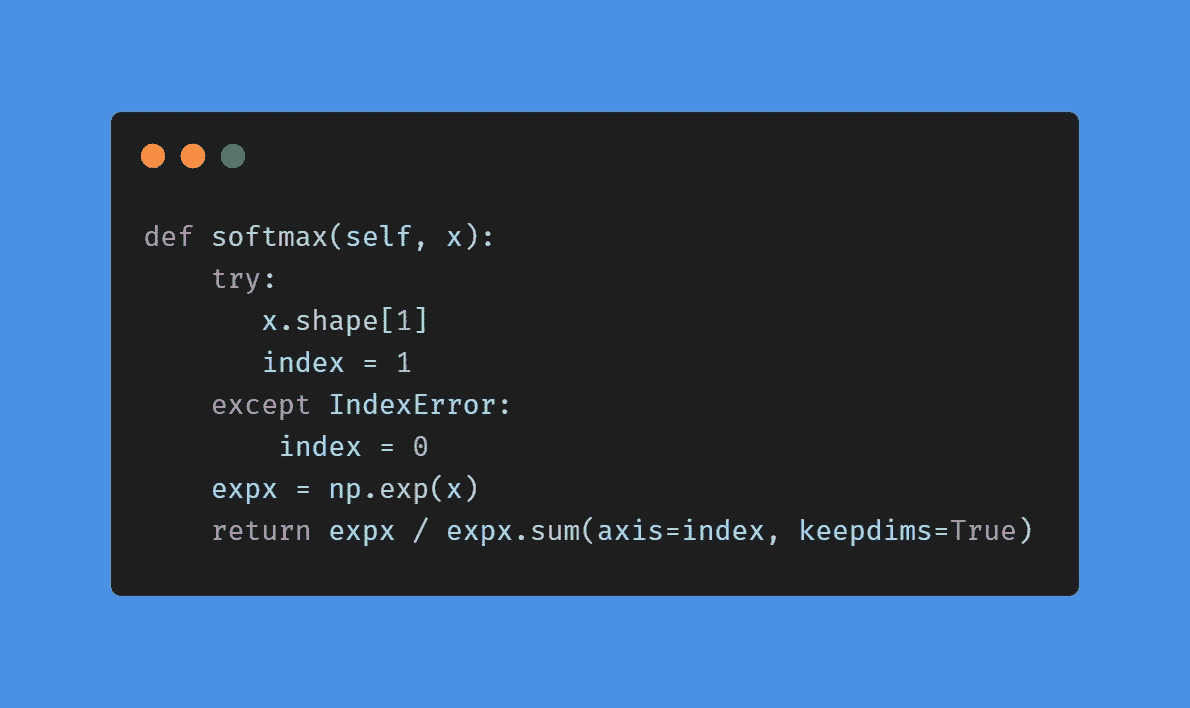 def softmax(self, x):
    try:
       x.shape[1]
       index = 1
    except IndexError:
        index = 0
    expx = np.exp(x)
    return expx / expx.sum(axis=index, keepdims=True)